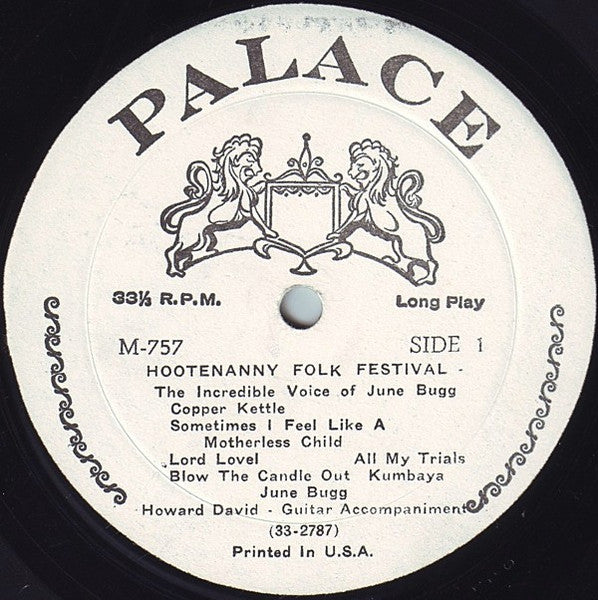 PALACE
33⅓ R.P.M. Long Play
M-757 SIDE 1
HOOTENANNY FOLK FESTIVAL -
The Incredible Voice of June Bugg
Copper Kettle
Sometimes I Feel Like A
Motherless Child
Lord Lovel All My Trials
Blow The Candle Out Kumbaya
June Bugg
Howard David - Guitar Accompaniment
(33-2787)
Printed In U.S.A.